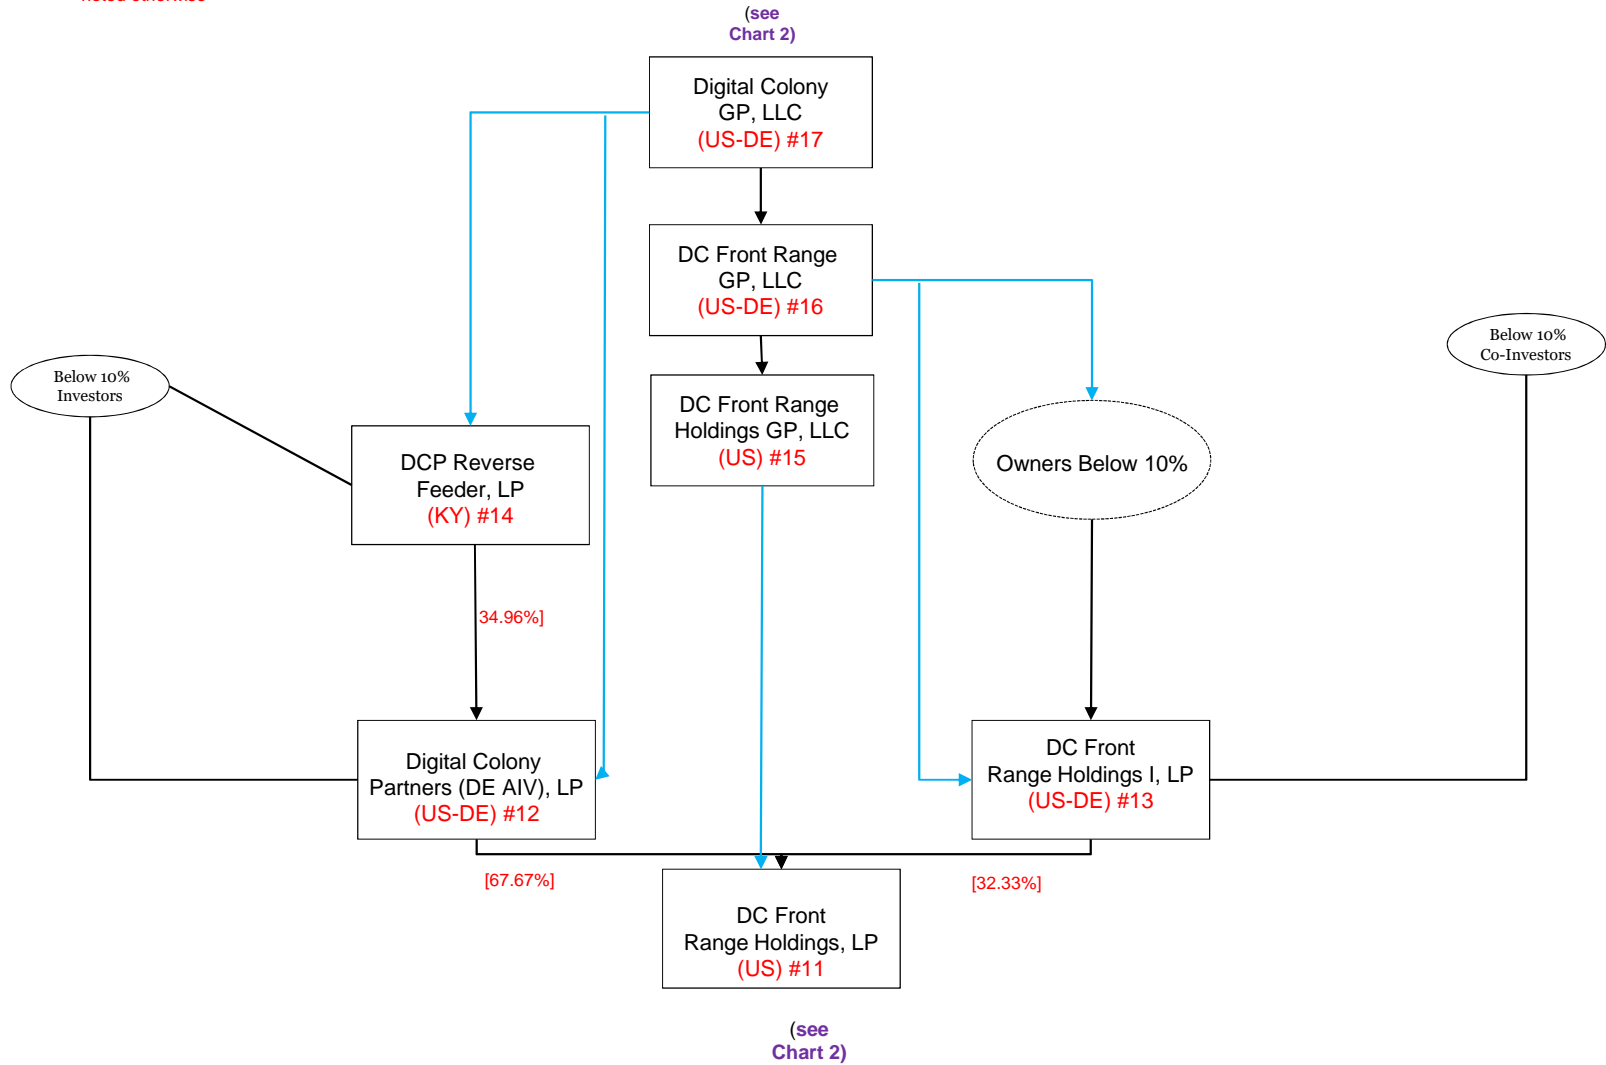 (see
Chart 2)
Digital Colony
GP, LLC
(US-DE) #17
DC Front Range
GP, LLC
(US-DE) #16
Below 10%
Co-Investors
Below 10%
Investors
DC Front Range
Holdings GP, LLC
(US) #15
DCP Reverse
Feeder, LP
(KY) #14
Owners Below 10%
34.96%]
Digital Colony
Partners (DE AIV), LP
(US-DE) #12
DC Front
Range Holdings I, LP
(US-DE) #13
[67.67%]
[32.33%]
DC Front
Range Holdings, LP
(US) #11
(see
Chart 2)